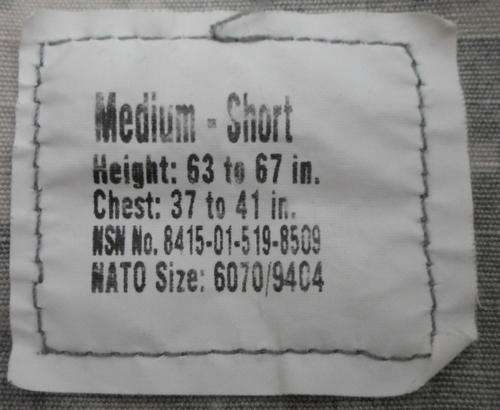 Medium - Short
Height: 63 to 67 in.
Chest: 37 to 41 in.
NSN No. 8415-01-519-8509
NATO Size: 6070/9404